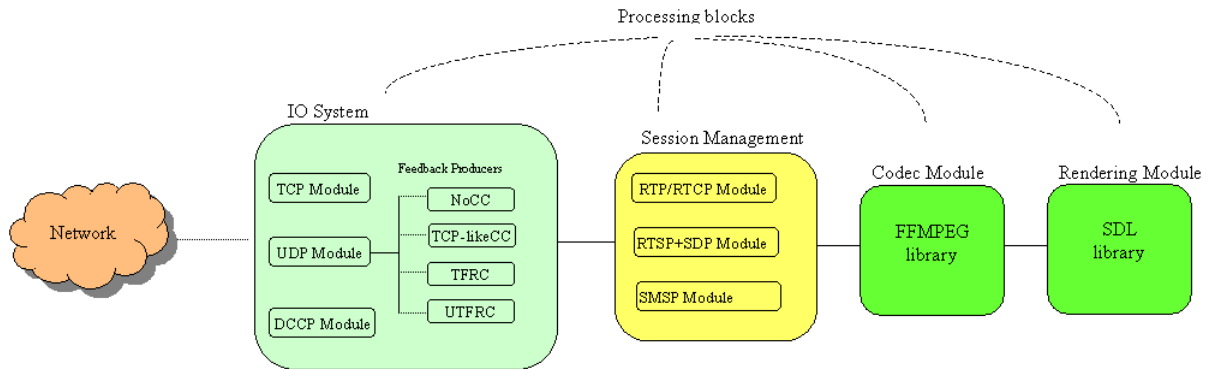 Processing blocks
IO System
Session Management
Codec Module
Rendering Module
Network
TCP Module
UDP Module
DCCP Module
Feedback Producers
NoCC
TCP-likeCC
TFRC
UTFRC
RTP/RTCP Module
RTSP+SDP Module
SMSP Module
FFMPEG
library
SDL
library